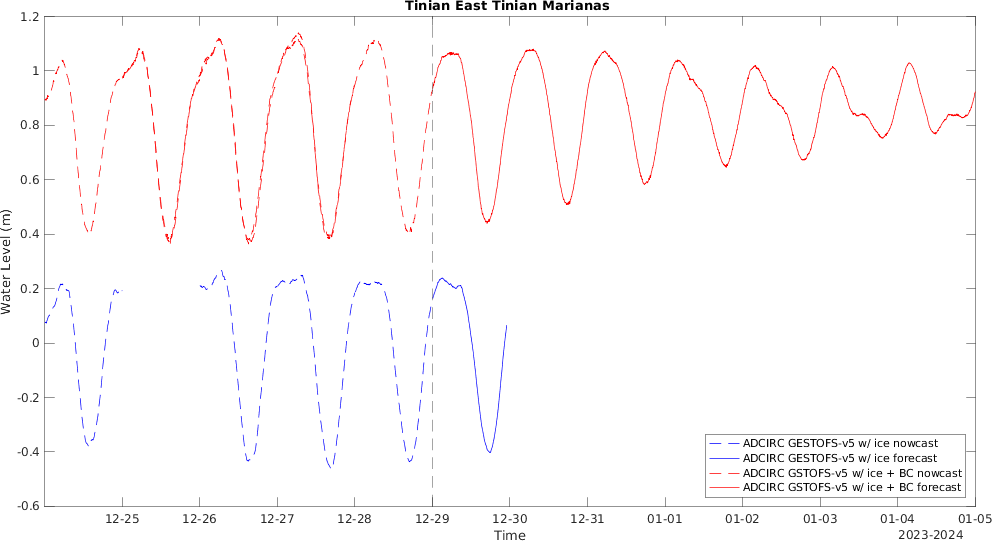 Tinian East Tinian Marianas
1.2
1
0.8
0.6
0.4
0.2
0
-0.2
-0.4
-0.6
Water Level (m)
ADCIRC GESTOFS-v5 w/ ice nowcast
ADCIRC GESTOFS-v5 w/ ice forecast
ADCIRC GSTOFS-v5 w/ ice + BC nowcast
ADCIRC GSTOFS-v5 w/ ice + BC forecast
12-25 12-26 12-27 12-28 12-29 12-30 12-31 01-01 01-02 01-03 01-04 01-05
Time
2023-2024